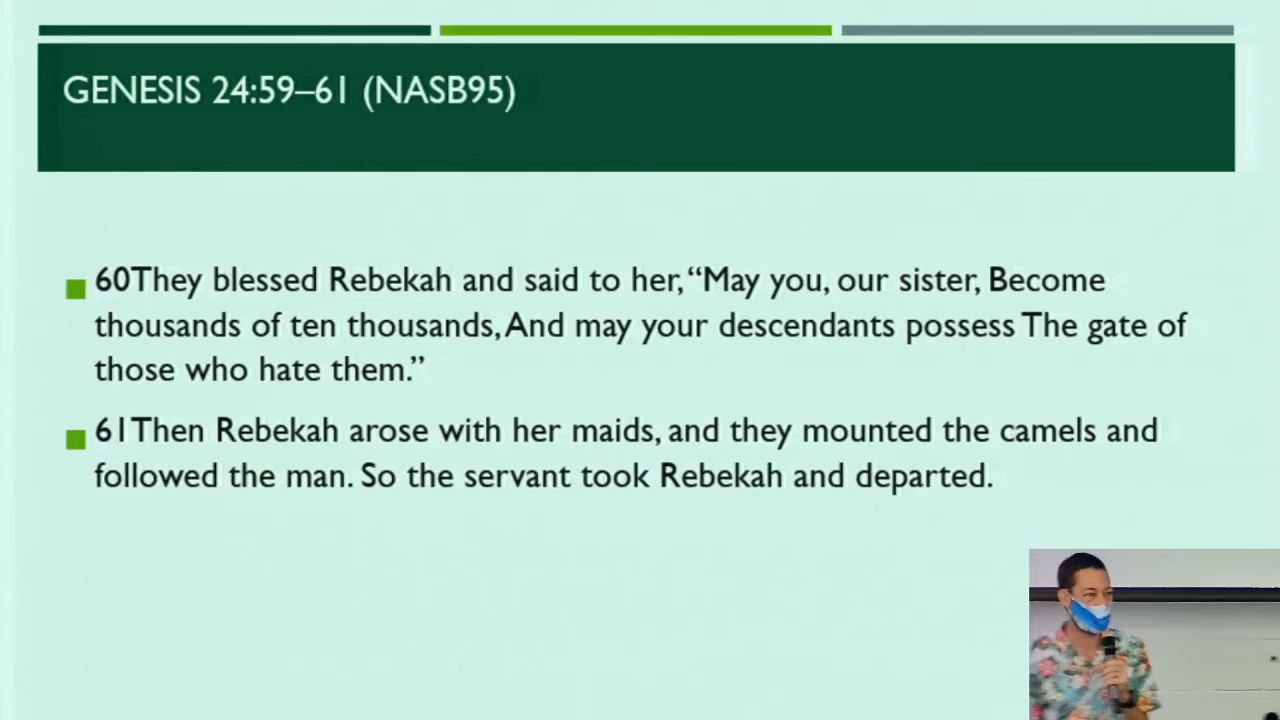 GENESIS 24:59–61 (NASB95)
60They blessed Rebekah and said to her, “May you, our sister, Become
thousands of ten thousands, And may your descendants possess The gate of
those who hate them.”
61Then Rebekah arose with her maids, and they mounted the camels and
followed the man. So the servant took Rebekah and departed.